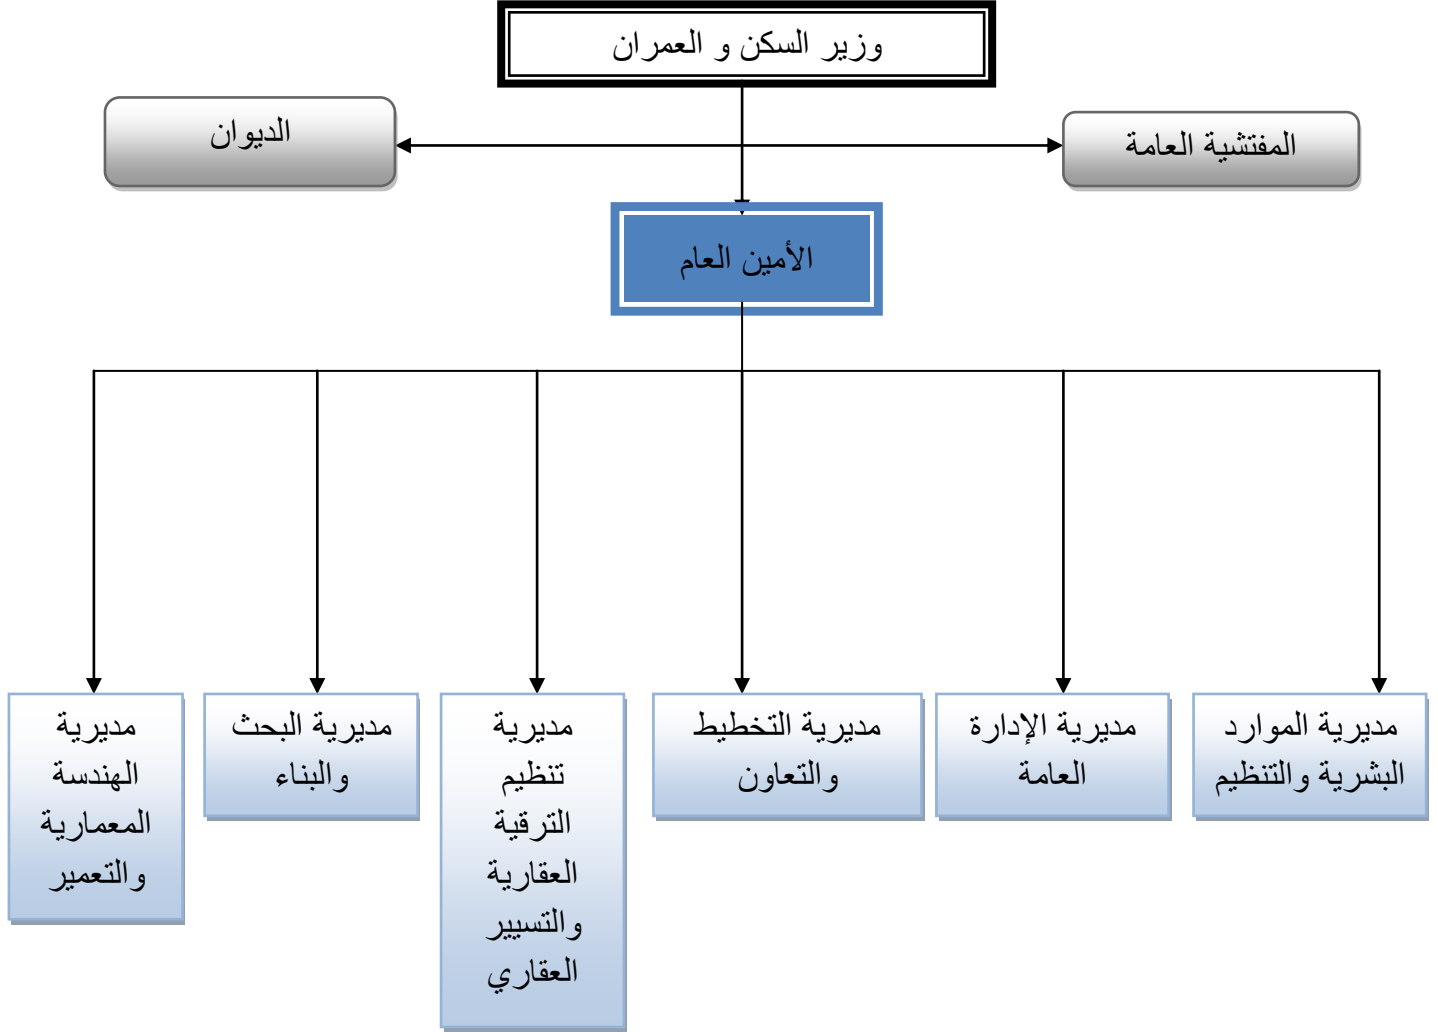 وزير السكن و العمران
المفتشية العامة
الديوان
الأمين العام
مديرية الموارد
البشرية والتنظيم
مديرية الإدارة
العامة
مديرية التخطيط
والتعاون
مديرية
تنظيم
الترقية
العقارية
والتسيير
العقاري
مديرية البحث
والبناء
مديرية
الهندسة
المعمارية
والتعمير